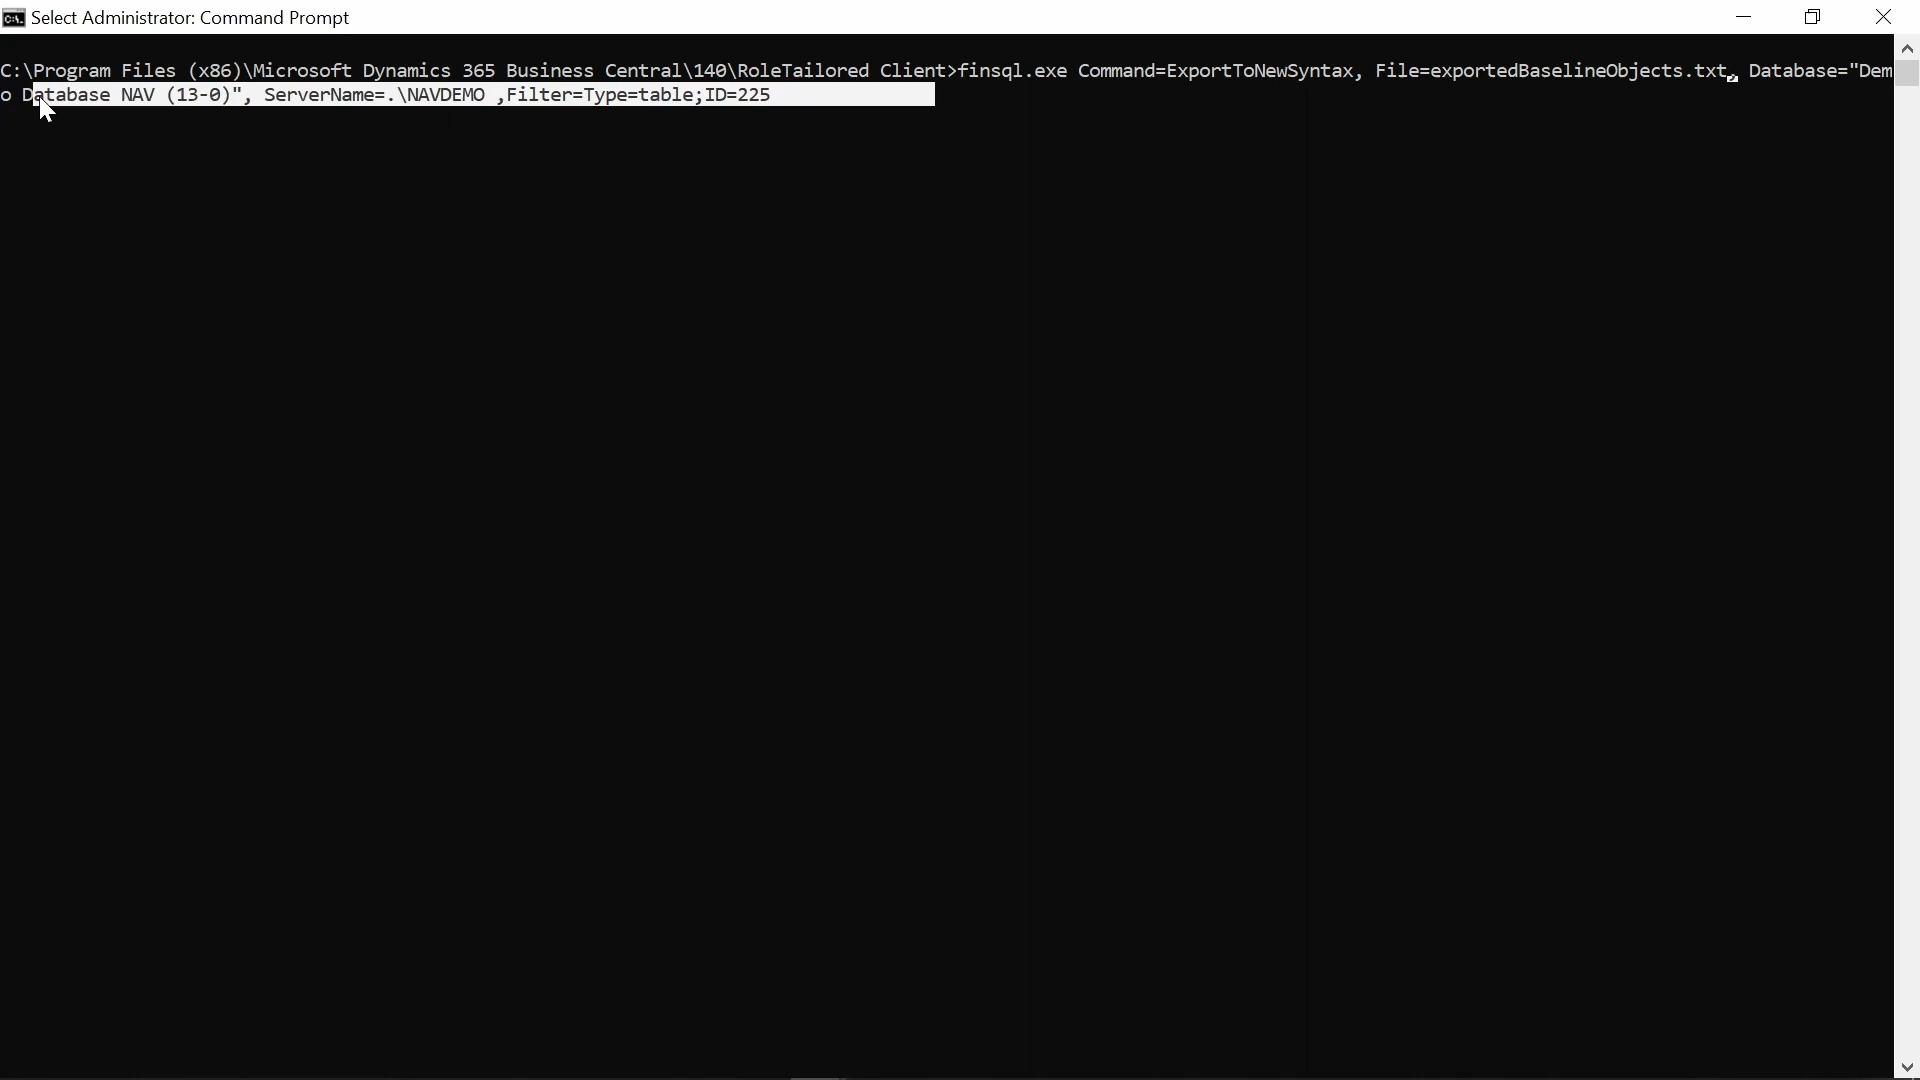 Select Administrator: Command Prompt
C:\Program Files (x86)\Microsoft Dynamics 365 Business Central\140\RoleTailored Client>finsql.exe Command=ExportToNewSyntax, File=exportedBaselineObjects.txt, Database="Dem
o Database NAV (13-0)", ServerName=.\NAVDEMO ,Filter=Type=table;ID=225